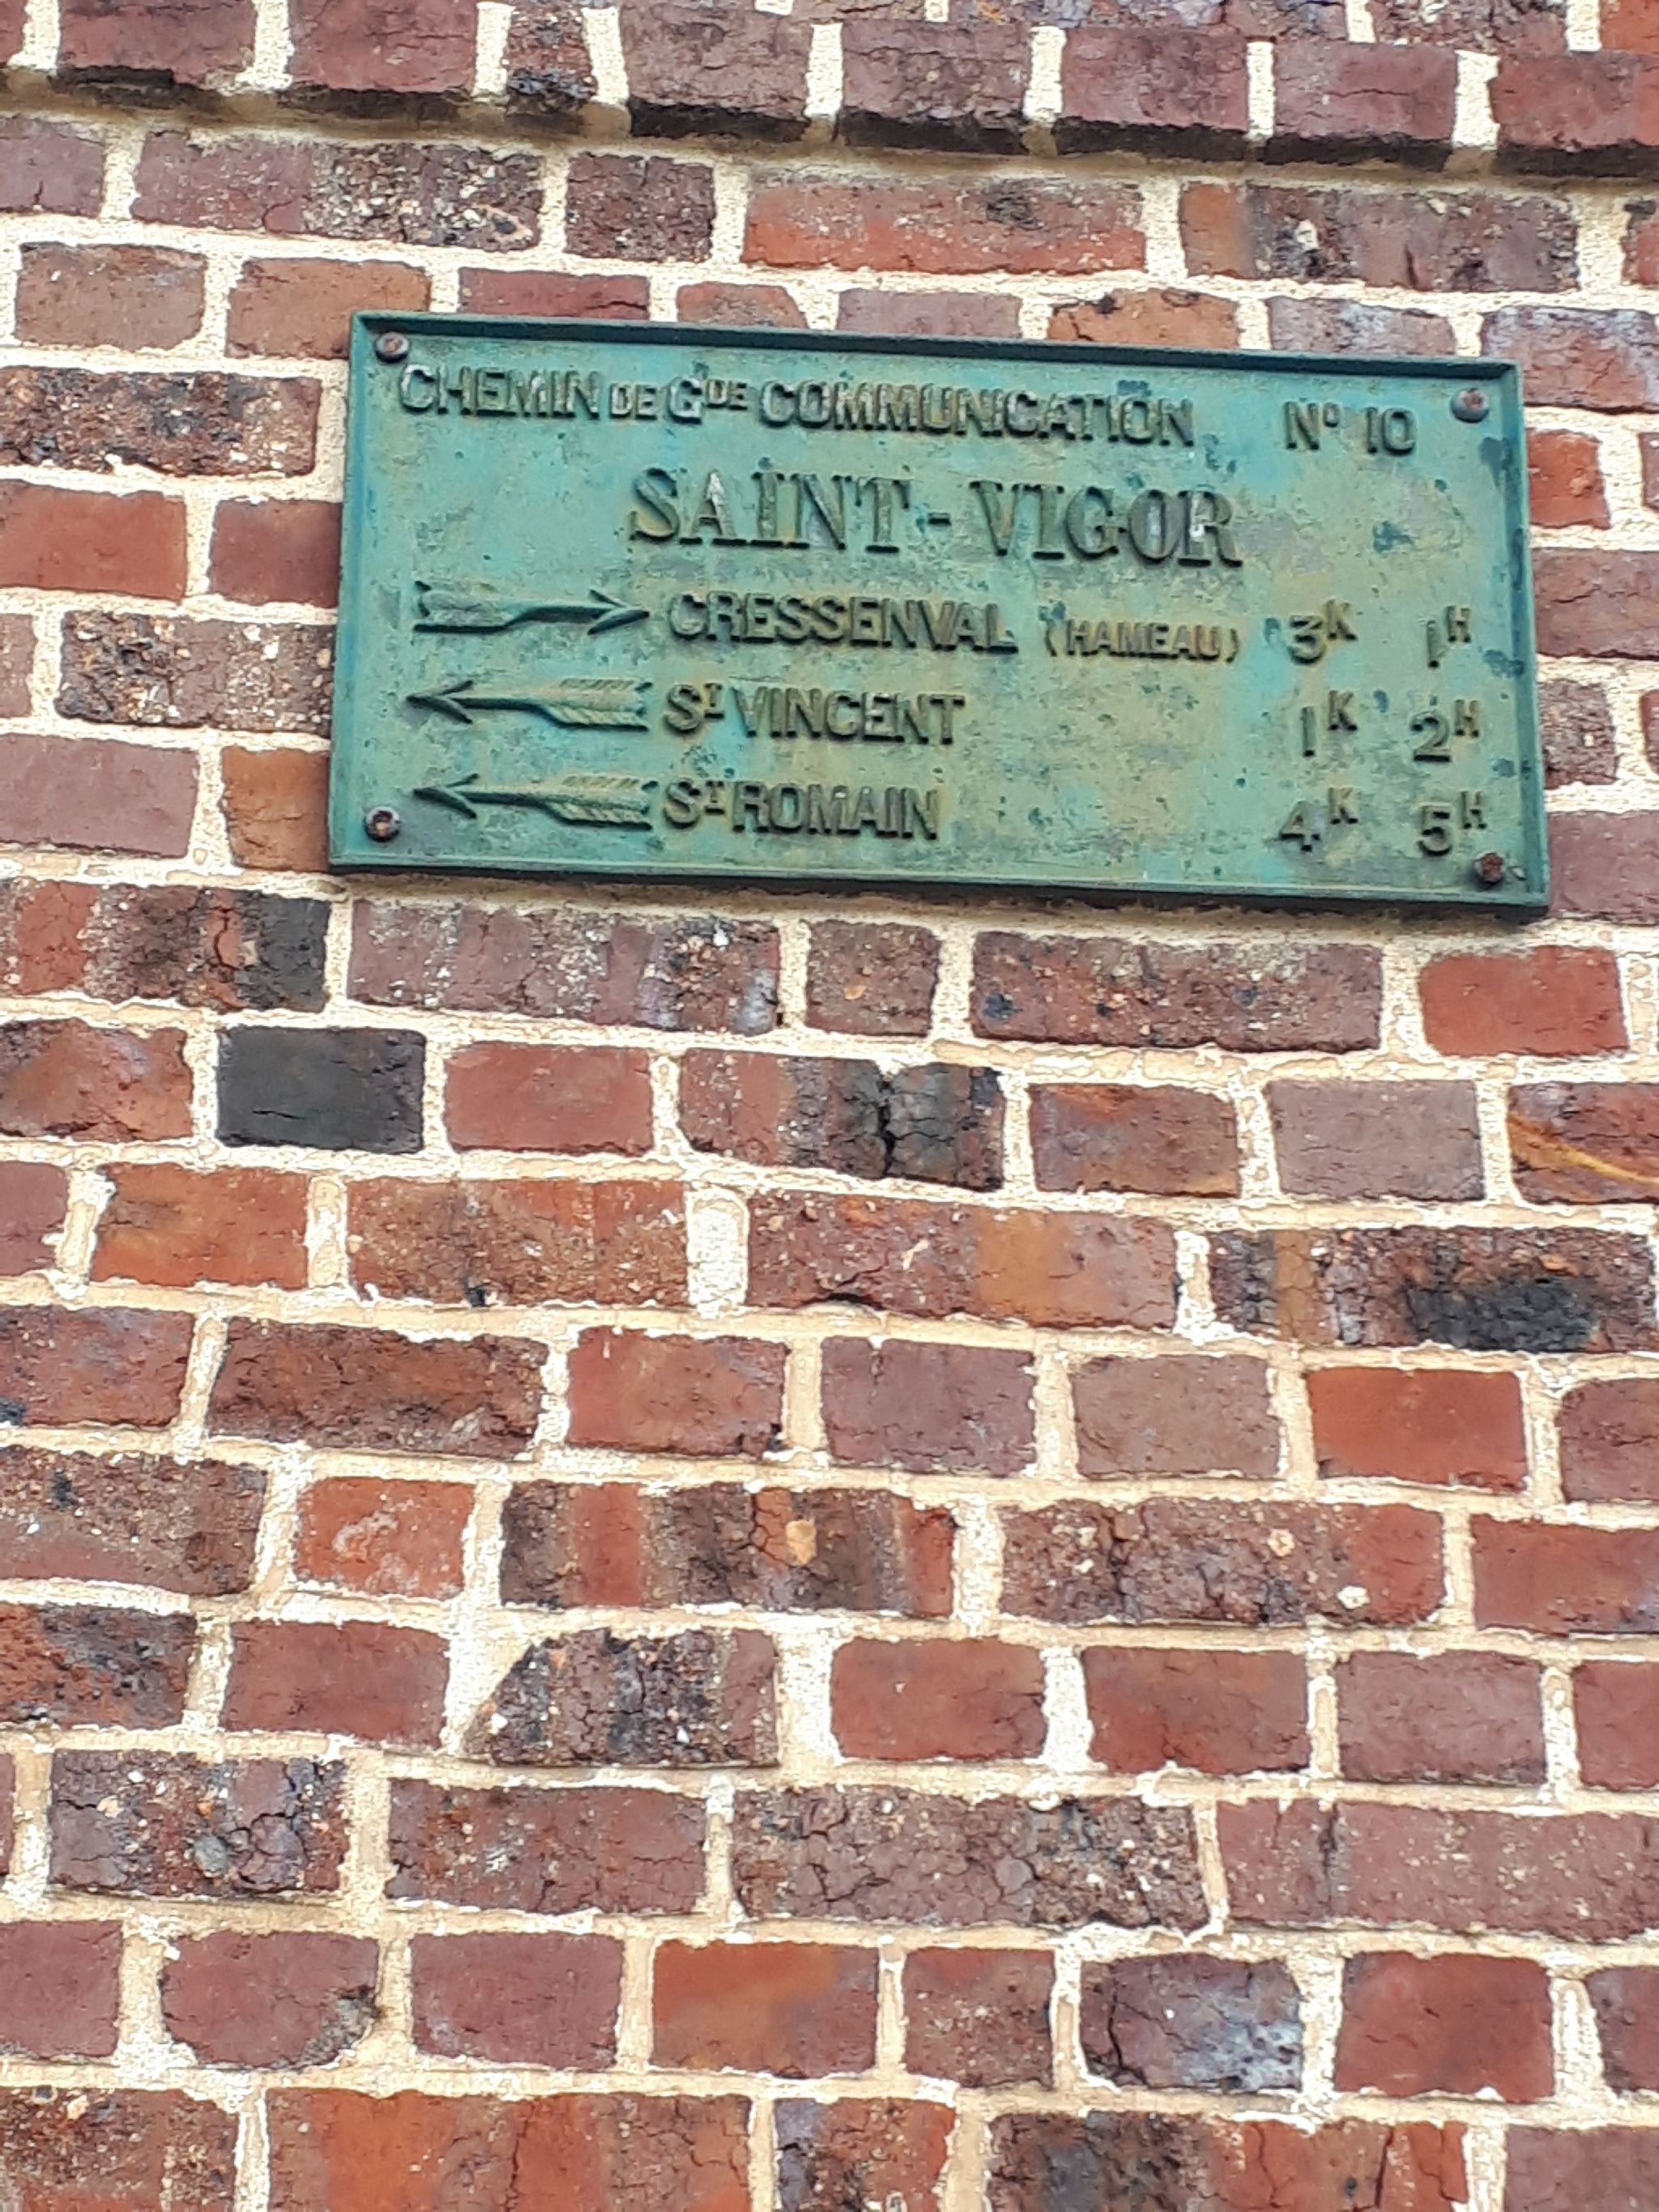 CHEMIN DE GDE COMMUNICATION No 10
SAINT-VIGOR
CRESSENVAL (HAMEAU) 3K 1H
ST VINCENT 1K 2H
ST ROMAIN 4K 5H